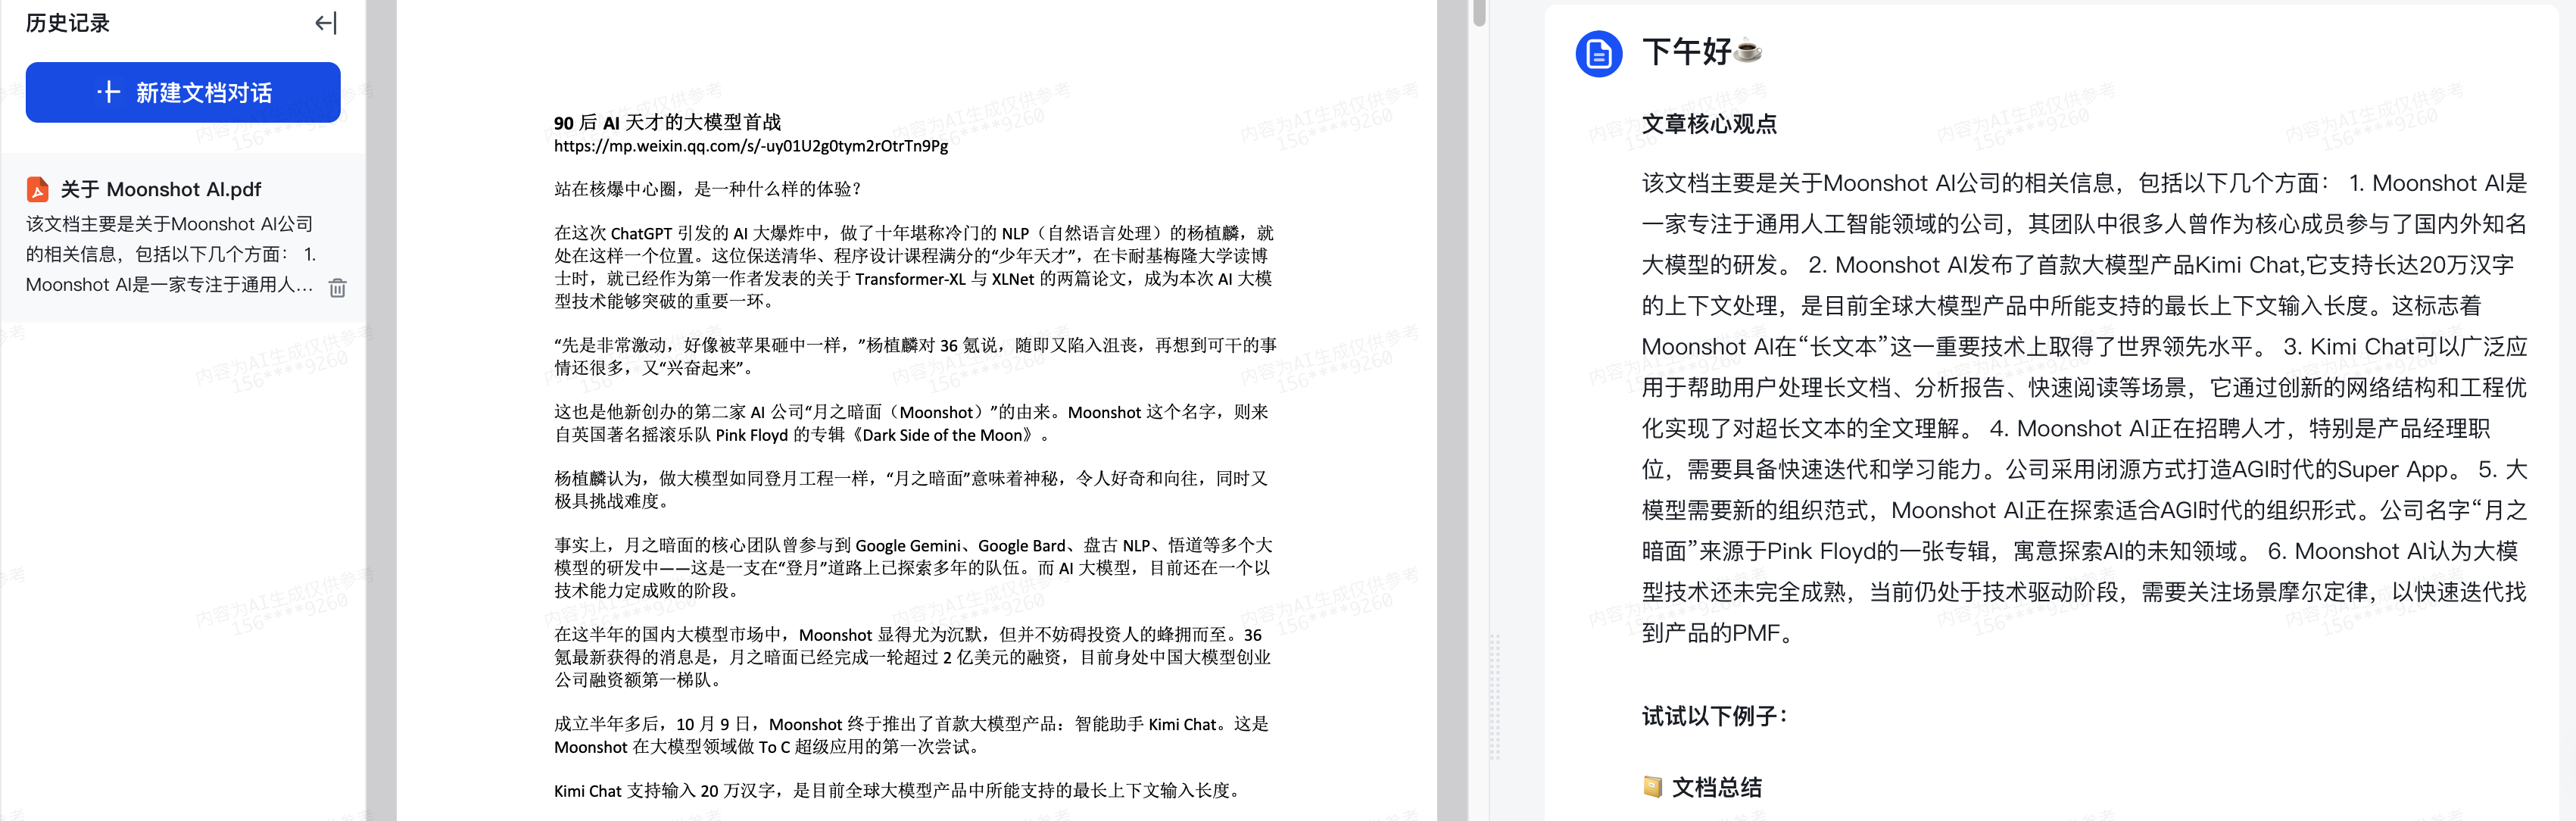 历史记录
新建文档对话
关于 Moonshot AI.pdf
该文档主要是关于Moonshot AI公司
的相关信息，包括以下几个方面： 1.
Moonshot AI是一家专注于通用人...
90 后 AI 天才的大模型首战
https://mp.weixin.qq.com/s/-uy01U2g0tym2rOtrTn9Pg
站在核爆中心圈，是一种什么样的体验？
在这次 ChatGPT 引发的 AI 大爆炸中，做了十年堪称冷门的 NLP（自然语言处理）的杨植麟，就
处在这样一个位置。这位保送清华、程序设计课程满分的“少年天才”，在卡耐基梅隆大学读博
士时，就已经作为第一作者发表的关于 Transformer-XL 与 XLNet 的两篇论文，成为本次 AI 大模
型技术能够突破的重要一环。
“先是非常激动，好像被苹果砸中一样，”杨植麟对 36 氪说，随即又陷入沮丧，再想到可干的事
情还很多，又“兴奋起来”。
这也是他新创办的第二家 AI 公司“月之暗面（Moonshot）”的由来。Moonshot 这个名字，则来
自英国著名摇滚乐队 Pink Floyd 的专辑《Dark Side of the Moon》。
杨植麟认为，做大模型如同登月工程一样，“月之暗面”意味着神秘，令人好奇和向往，同时又
极具挑战难度。
事实上，月之暗面的核心团队曾参与到 Google Gemini、Google Bard、盘古 NLP、悟道等多个大
模型的研发中——这是一支在“登月”道路上已探索多年的队伍。而 AI 大模型，目前还在一个以
技术能力定成败的阶段。
在这半年的国内大模型市场中，Moonshot 显得尤为沉默，但并不妨碍投资人的蜂拥而至。36
氪最新获得的消息是，月之暗面已经完成一轮超过 2 亿美元的融资，目前身处中国大模型创业
公司融资额第一梯队。
成立半年多后，10 月 9 日，Moonshot 终于推出了首款大模型产品：智能助手 Kimi Chat。这是
Moonshot 在大模型领域做 To C 超级应用的第一次尝试。
Kimi Chat 支持输入 20 万汉字，是目前全球大模型产品中所能支持的最长上下文输入长度。
下午好☕
文章核心观点
该文档主要是关于Moonshot AI公司的相关信息，包括以下几个方面： 1. Moonshot AI是
一家专注于通用人工智能领域的公司，其团队中很多人曾作为核心成员参与了国内外知名
大模型的研发。 2. Moonshot AI发布了首款大模型产品Kimi Chat,它支持长达20万汉字
的上下文处理，是目前全球大模型产品中所能支持的最长上下文输入长度。这标志着
Moonshot AI在“长文本”这一重要技术上取得了世界领先水平。 3. Kimi Chat可以广泛应
用于帮助用户处理长文档、分析报告、快速阅读等场景，它通过创新的网络结构和工程优
化实现了对超长文本的全文理解。 4. Moonshot AI正在招聘人才，特别是产品经理职
位，需要具备快速迭代和学习能力。公司采用闭源方式打造AGI时代的Super App。 5. 大
模型需要新的组织范式，Moonshot AI正在探索适合AGI时代的组织形式。公司名字“月之
暗面”来源于Pink Floyd的一张专辑，寓意探索AI的未知领域。 6. Moonshot AI认为大模
型技术还未完全成熟，当前仍处于技术驱动阶段，需要关注场景摩尔定律，以快速迭代找
到产品的PMF。
试试以下例子：
文档总结
内容为AI生成仅供参考
156****9260